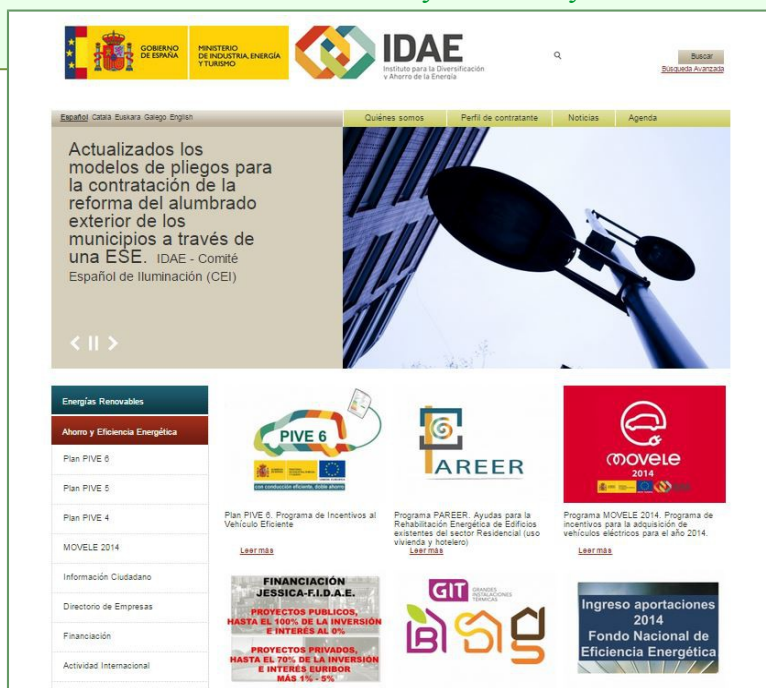 GOBIERNO
DE ESPAÑA
MINISTERIO
DE INDUSTRIA, ENERGÍA
Y TURISMO
IDAE
Instituto para la Diversificación
y Ahorro de la Energía
Buscar
Búsqueda Avanzada
Español Català Euskara Galego English
Quiénes somos Perfil de contratante Noticias Agenda
Actualizados los
modelos de pliegos para
la contratación de la
reforma del alumbrado
exterior de los
municipios a través de
una ESE. IDAE - Comité
Español de Iluminación (CEI)
Energías Renovables
Ahorro y Eficiencia Energética
Plan PIVE 6
Plan PIVE 5
Plan PIVE 4
MOVELE 2014
Información Ciudadano
Directorio de Empresas
Financiación
Actividad Internacional
PIVE 6
con conducción eficiente, doble ahorro
Plan PIVE 6. Programa de Incentivos al
Vehículo Eficiente
Leer más
PAREER
Programa PAREER. Ayudas para la
Rehabilitación Energética de Edificios
existentes del sector Residencial (uso
vivienda y hotelero)
Leer más
movele
2014
Programa MOVELE 2014. Programa de
incentivos para la adquisición de
vehículos eléctricos para el año 2014.
Leer más
FINANCIACIÓN
JESSICA-F.I.D.A.E.
PROYECTOS PUBLICOS,
HASTA EL 100% DE LA INVERSIÓN
E INTERÉS AL 0%
PROYECTOS PRIVADOS,
HASTA EL 70% DE LA INVERSIÓN
E INTERÉS EURIBOR
MÁS 1% - 5%
GIT GRANDES
INSTALACIONES
TÉRMICAS
Ingreso aportaciones
2014
Fondo Nacional de
Eficiencia Energética